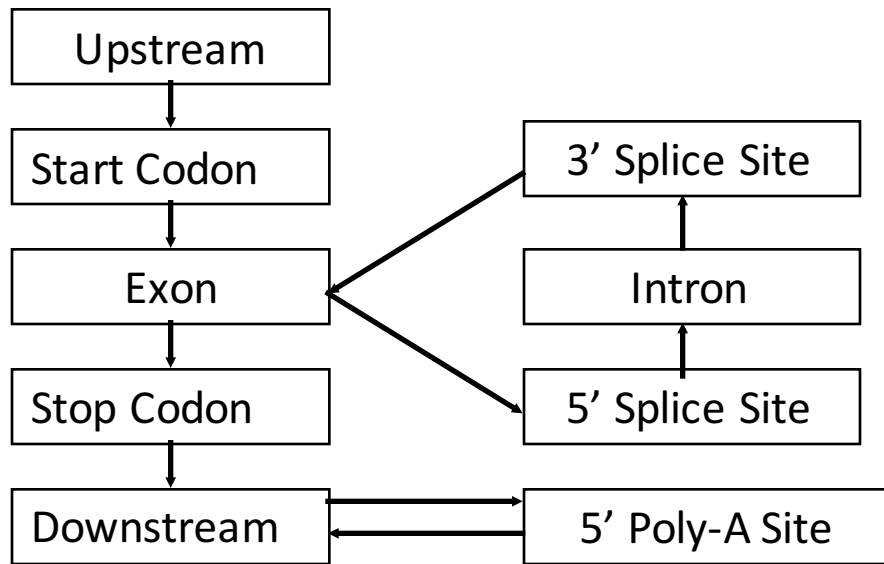 Upstream
Start Codon
3’ Splice Site
Exon
Intron
Stop Codon
5’ Splice Site
Downstream
5’ Poly-A Site